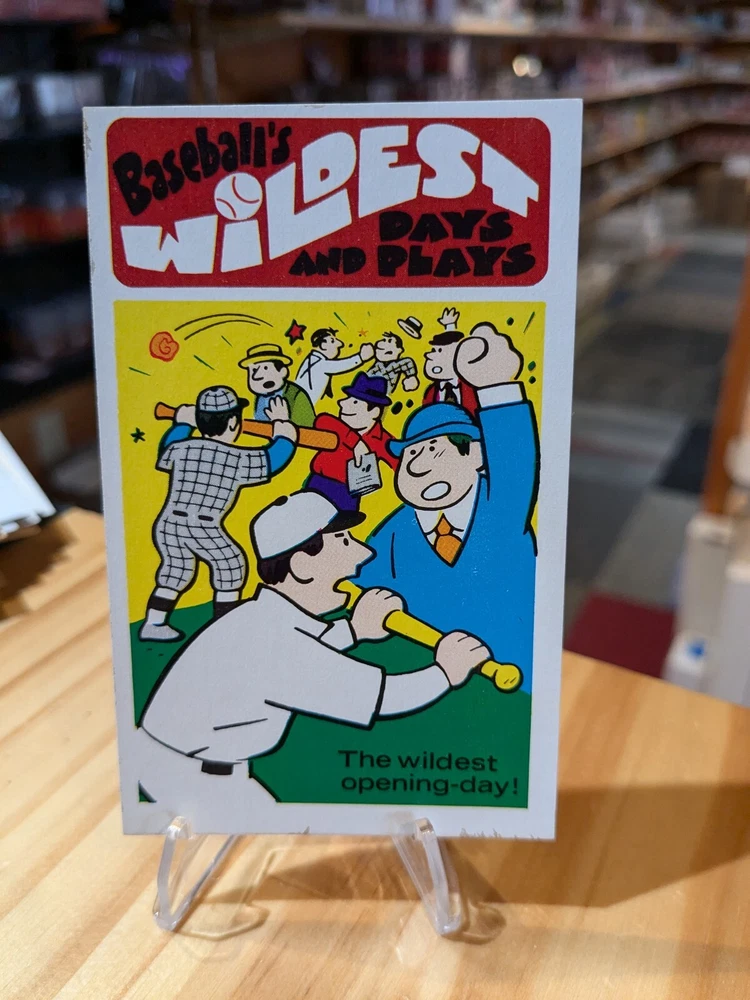 Baseball's
WiLDEST
DAYS
AND PLAYS
The wildest
opening-day!